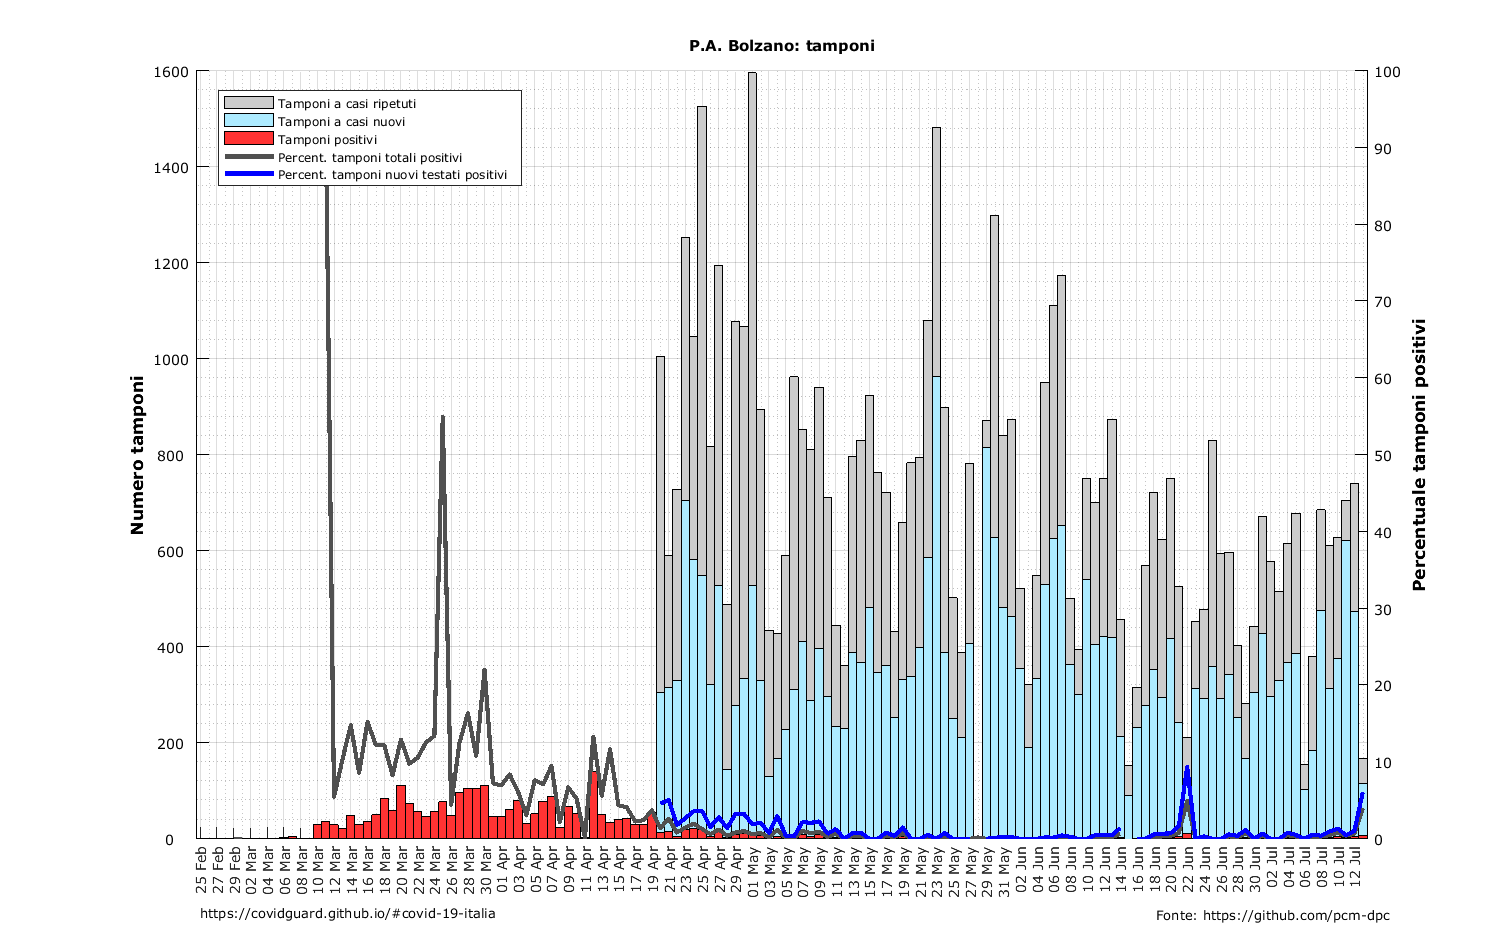 P.A. Bolzano: tamponi
Tamponi a casi ripetuti
Tamponi a casi nuovi
Tamponi positivi
Percent. tamponi totali positivi
Percent. tamponi nuovi testati positivi
Numero tamponi
1600
1400
1200
1000
800
600
400
200
0
Percentuale tamponi positivi
100
90
80
70
60
50
40
30
20
10
0
25 Feb
27 Feb
29 Feb
02 Mar
04 Mar
06 Mar
08 Mar
10 Mar
12 Mar
14 Mar
16 Mar
18 Mar
20 Mar
22 Mar
24 Mar
26 Mar
28 Mar
30 Mar
01 Apr
03 Apr
05 Apr
07 Apr
09 Apr
11 Apr
13 Apr
15 Apr
17 Apr
19 Apr
21 Apr
23 Apr
25 Apr
27 Apr
29 Apr
01 May
03 May
05 May
07 May
09 May
11 May
13 May
15 May
17 May
19 May
21 May
23 May
25 May
27 May
29 May
31 May
02 Jun
04 Jun
06 Jun
08 Jun
10 Jun
12 Jun
14 Jun
16 Jun
18 Jun
20 Jun
22 Jun
24 Jun
26 Jun
28 Jun
30 Jun
02 Jul
04 Jul
06 Jul
08 Jul
10 Jul
12 Jul
https://covidguard.github.io/#covid-19-italia
Fonte: https://github.com/pcm-dpc